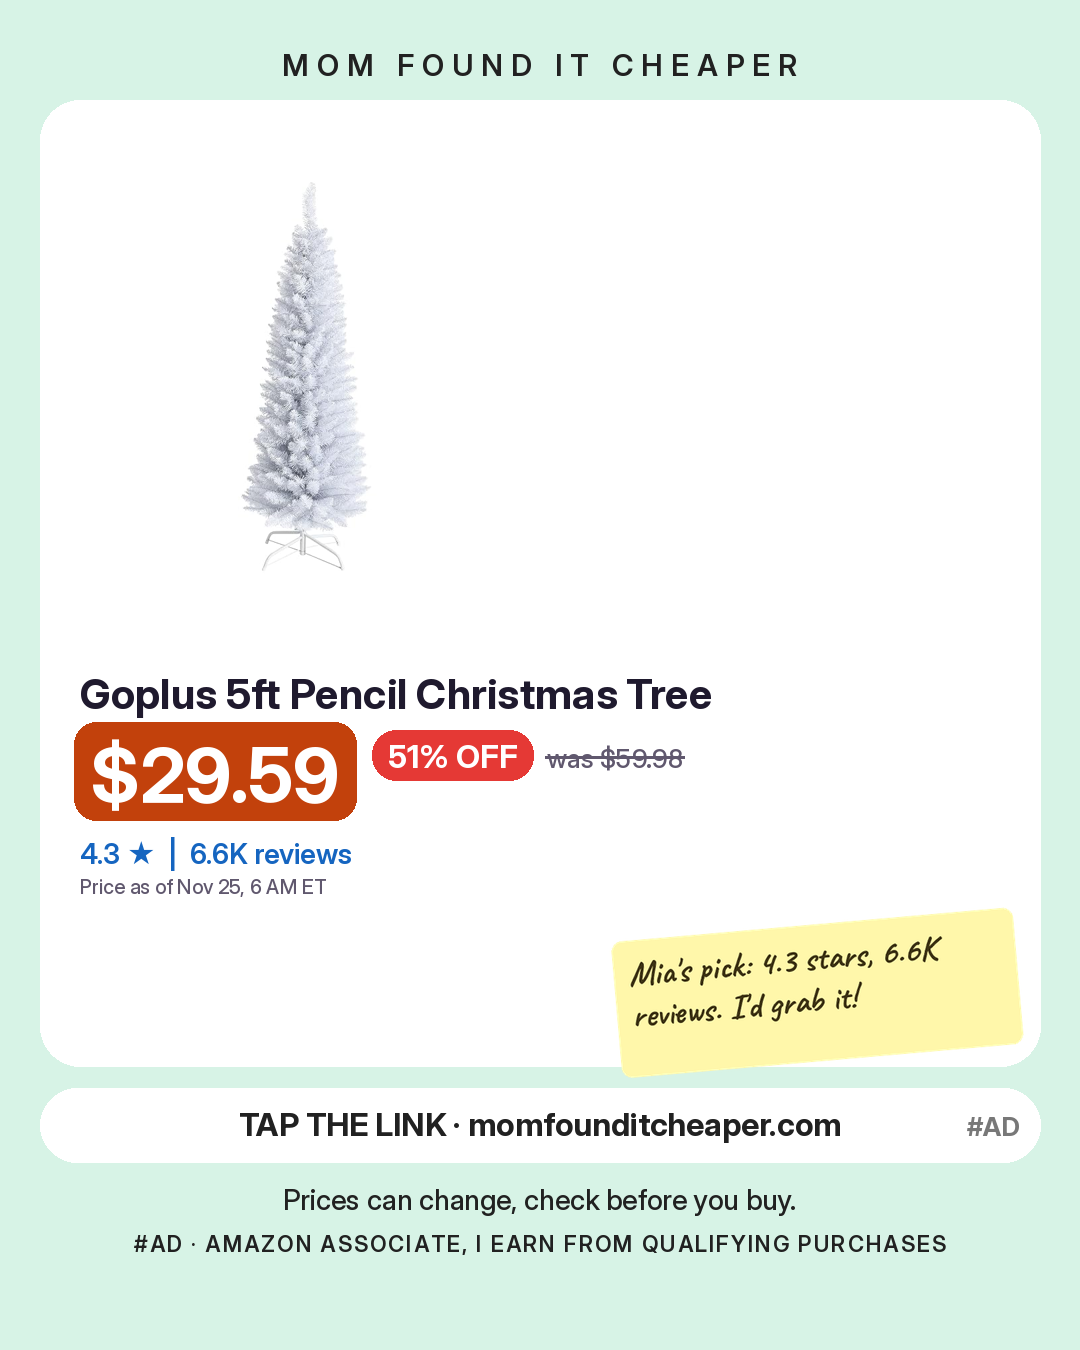 MOM FOUND IT CHEAPER
Goplus 5ft Pencil Christmas Tree
$29.59
51% OFF
was $59.98
4.3 ★ | 6.6K reviews
Price as of Nov 25, 6 AM ET
Mia's pick: 4.3 stars, 6.6K
reviews. I'd grab it!
TAP THE LINK · momfounditcheaper.com
#AD
Prices can change, check before you buy.
#AD · AMAZON ASSOCIATE, I EARN FROM QUALIFYING PURCHASES